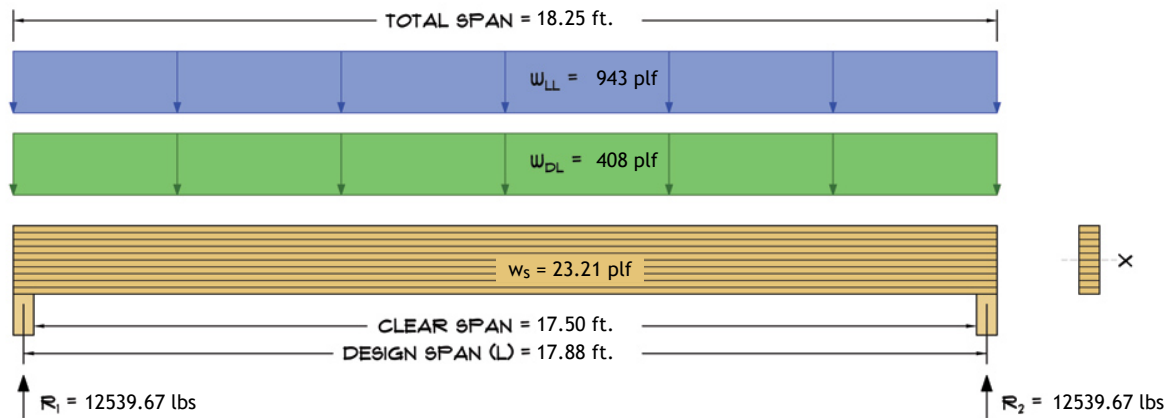 TOTAL SPAN = 18.25 ft.
wLL = 943 plf
wDL = 408 plf
wS = 23.21 plf
X
CLEAR SPAN = 17.50 ft.
DESIGN SPAN (L) = 17.88 ft.
R1 = 12539.67 lbs
R2 = 12539.67 lbs